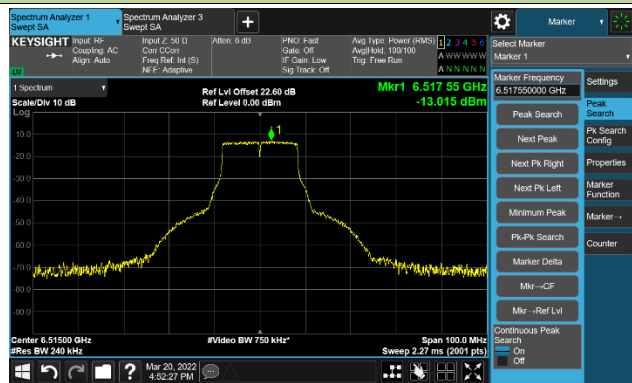 Spectrum Analyzer 1
Swept SA
Spectrum Analyzer 3
Swept SA
Marker
KEYSIGHT
Input: RF
Coupling: AC
Align: Auto
Input Z: 50 Ω
Corr CCorr
Freq Ref: Int (S)
NFE: Adaptive
Atten: 6 dB
PNO: Fast
Gate: Off
IF Gain: Low
Sig Track: Off
Avg Type: Power (RMS)
Avg|Hold: 100/100
Trig: Free Run
1 2 3 4 5 6
A W W W W W
A N N N N N
LM
Select Marker
Marker 1
1 Spectrum
Scale/Div 10 dB
Log
Ref Lvl Offset 22.60 dB
Ref Level 0.00 dBm
Mkr1 6.517 55 GHz
-13.015 dBm
1
-10.0
-20.0
-30.0
-40.0
-50.0
-60.0
-70.0
-80.0
-90.0
Center 6.51500 GHz
#Res BW 240 kHz
#Video BW 750 kHz*
Span 100.0 MHz
Sweep 2.27 ms (2001 pts)
Marker Frequency
6.517550000 GHz
Peak Search
Next Peak
Next Pk Right
Next Pk Left
Minimum Peak
Pk-Pk Search
Marker Delta
Mkr→CF
Mkr→Ref Lvl
Continuous Peak
Search
On
Off
Settings
Peak
Search
Pk Search
Config
Properties
Marker
Function
Marker→
Counter
?
Mar 20, 2022
4:52:27 PM